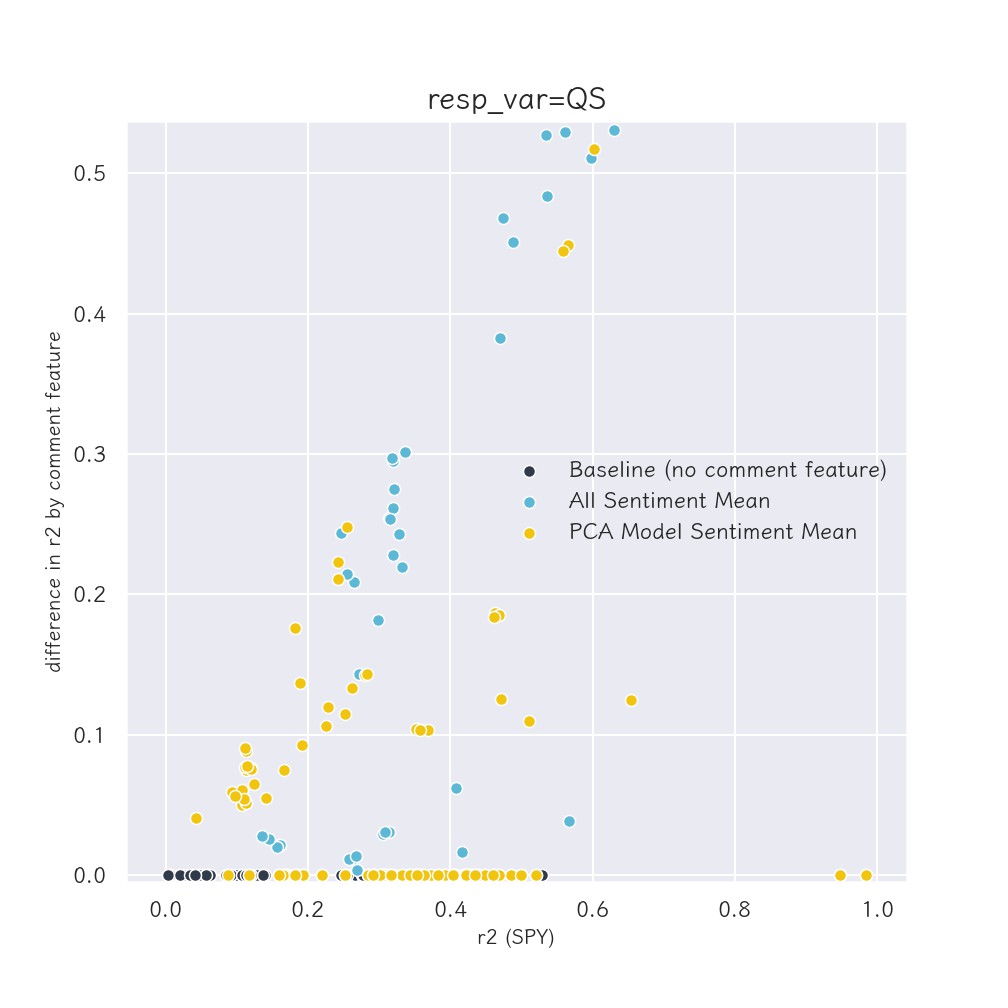 resp_var=QS
difference in r2 by comment feature
0.5
0.4
0.3
0.2
0.1
0.0
Baseline (no comment feature)
All Sentiment Mean
PCA Model Sentiment Mean
0.0 0.2 0.4 0.6 0.8 1.0
r2 (SPY)